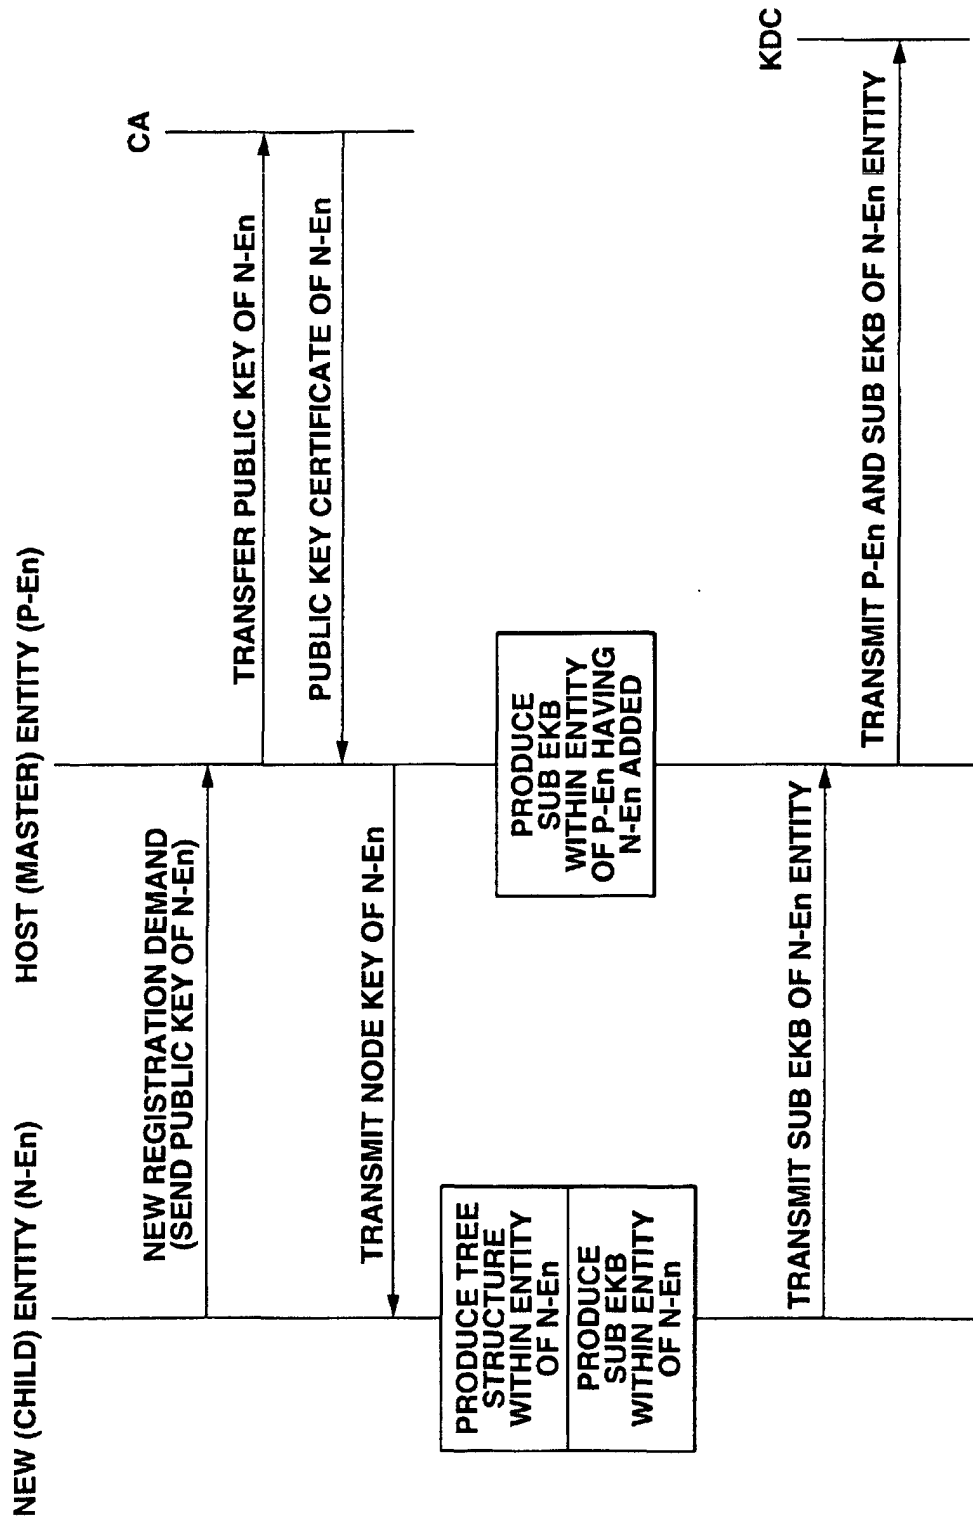 NEW (CHILD) ENTITY (N-En)
HOST (MASTER) ENTITY (P-En)
CA
KDC
NEW REGISTRATION DEMAND
(SEND PUBLIC KEY OF N-En)
TRANSFER PUBLIC KEY OF N-En
PUBLIC KEY CERTIFICATE OF N-En
TRANSMIT NODE KEY OF N-En
PRODUCE TREE
STRUCTURE
WITHIN ENTITY
OF N-En
PRODUCE
SUB EKB
WITHIN ENTITY
OF N-En
PRODUCE
SUB EKB
WITHIN ENTITY
OF P-En HAVING
N-En ADDED
TRANSMIT SUB EKB OF N-En ENTITY
TRANSMIT P-En AND SUB EKB OF N-En ENTITY